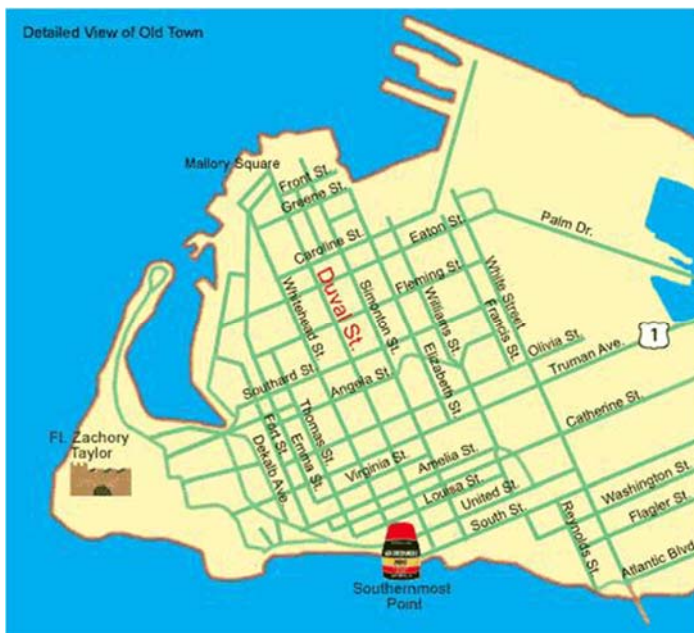 Detailed View of Old Town
Mallory Square
Front St.
Greene St.
Caroline St.
Eaton St.
Palm Dr.
Duval St.
Whitehead St.
Simonton St.
Fleming St.
Williams St.
White Strert
Francis St.
Elizabeth St.
Olivia St.
Truman Ave.
1
Southard St.
Angela St.
Catherine St.
Ft. Zachory
Taylor
Fort St.
Thomas St.
Emma St.
Dekalb Ave.
Virginia St.
Amelia St.
Louisa St.
United St.
South St.
Washington St.
Flagier St.
Reynolds St.
Atlantic Blvd
Southernmost
Point